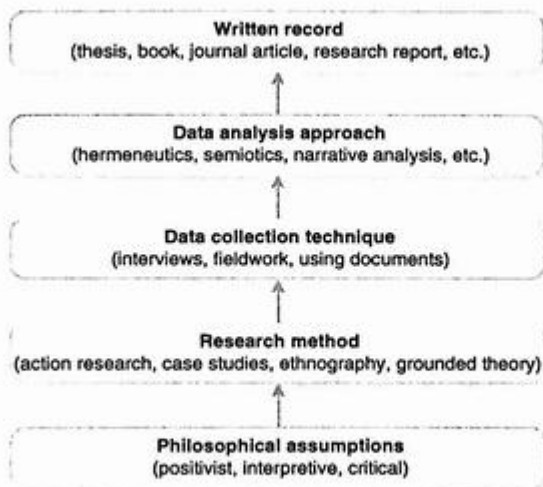 Written record
(thesis, book, journal article, research report, etc.)
Data analysis approach
(hermeneutics, semiotics, narrative analysis, etc.)
Data collection technique
(interviews, fieldwork, using documents)
Research method
(action research, case studies, ethnography, grounded theory)
Philosophical assumptions
(positivist, interpretive, critical)